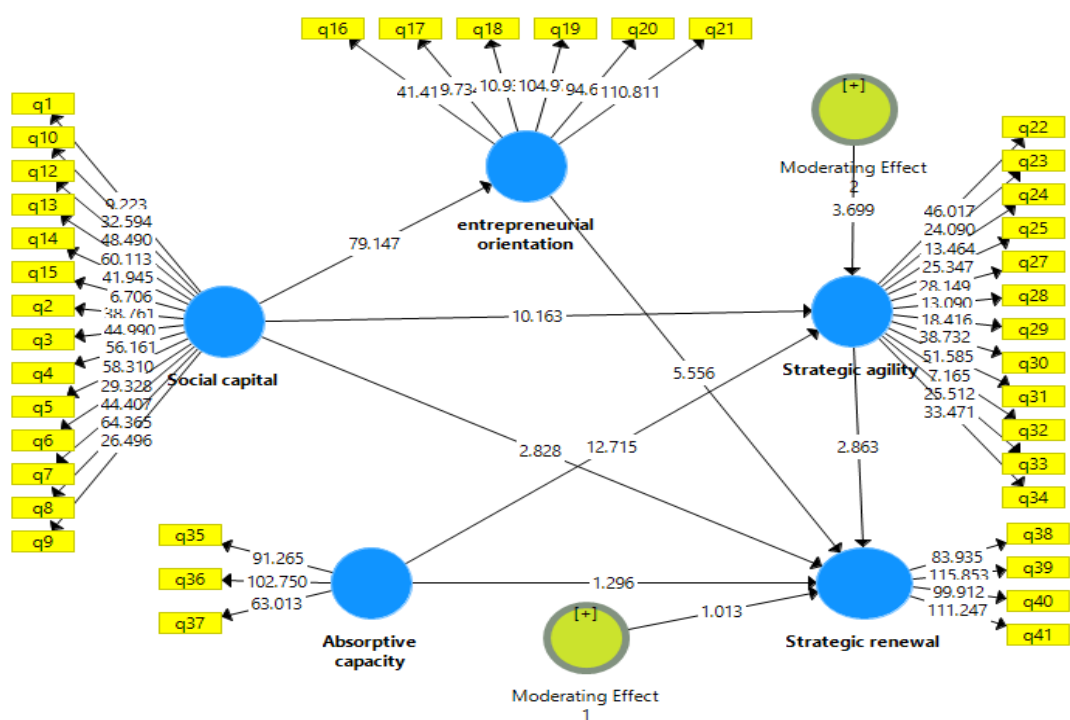 q16
q17
q18
q19
q20
q21
104.9
110.811
[+]
Moderating Effect
2
3.699
entrepreneurial
orientation
79.147
q1
q10
q12
q13
q14
q15
q2
q3
q4
q5
q6
q7
q8
q9
9.223
32.594
48.490
60.113
41.945
6.706
38.761
44.990
56.161
58.310
29.328
44.407
64.365
26.496
Social capital
10.163
5.556
2.828
12.715
q22
q23
q24
q25
q27
q28
q29
q30
q31
q32
q33
q34
46.017
24.090
13.464
25.347
28.149
13.090
18.416
38.732
51.585
7.165
25.512
33.471
Strategic agility
2.863
q35
q36
q37
91.265
102.750
63.013
Absorptive
capacity
1.296
1.013
[+]
Moderating Effect
1
q38
q39
q40
q41
83.935
115.853
99.912
111.247
Strategic renewal